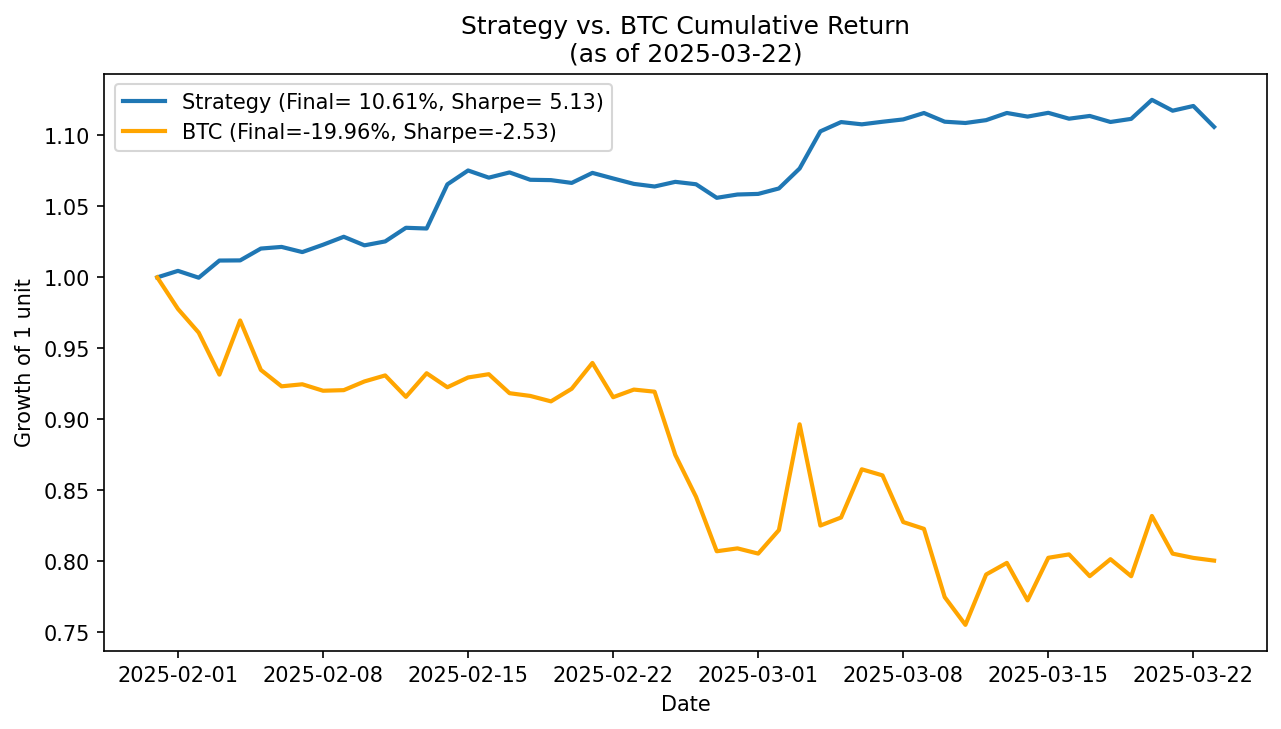 Strategy vs. BTC Cumulative Return
(as of 2025-03-22)
Strategy (Final= 10.61%, Sharpe= 5.13)
BTC (Final=-19.96%, Sharpe=-2.53)
Growth of 1 unit
1.10
1.05
1.00
0.95
0.90
0.85
0.80
0.75
2025-02-01
2025-02-08
2025-02-15
2025-02-22
2025-03-01
2025-03-08
2025-03-15
2025-03-22
Date